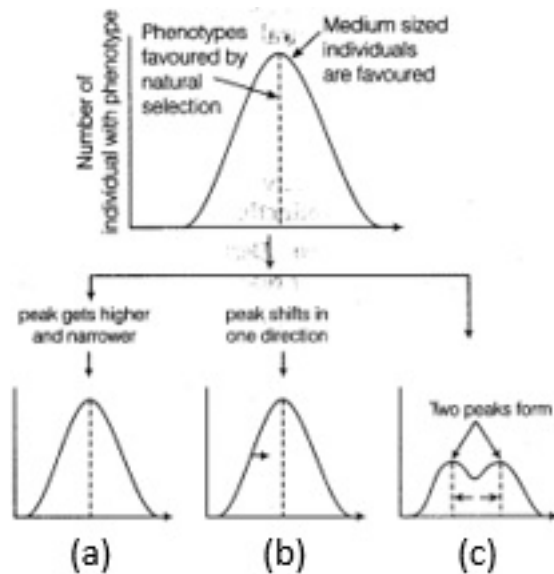 Phenotypes
favoured by
natural
selection
Medium sized
individuals
are favoured
Number of
individual with phenotype
peak gets higher
and narrower
peak shifts in
one direction
Two peaks form
(a)
(b)
(c)